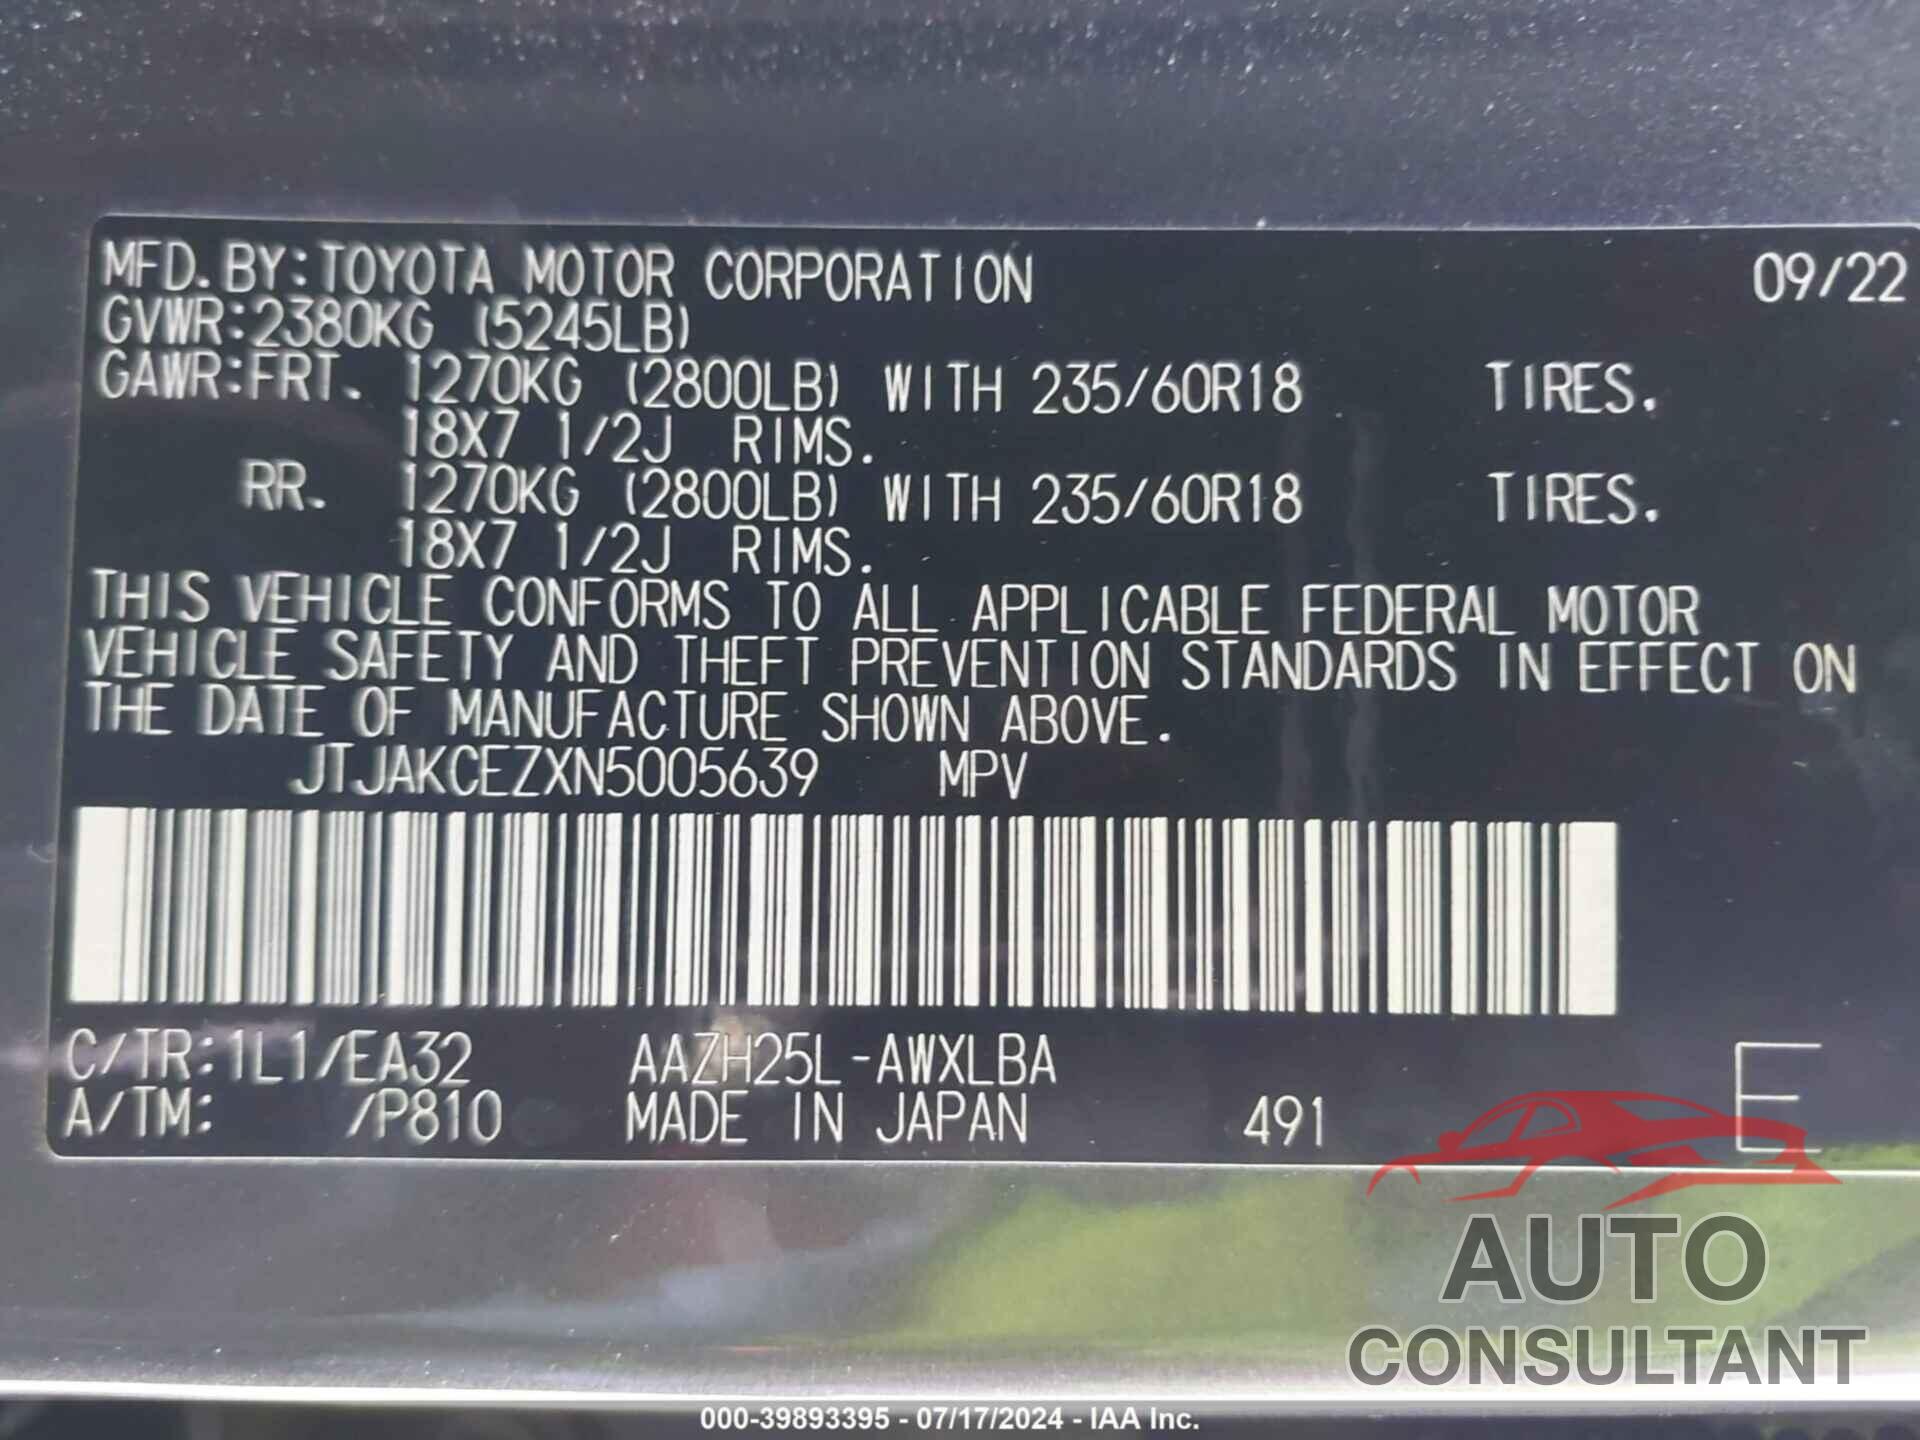 MFD.BY:TOYOTA MOTOR CORPORATION 09/22
GVWR:2380KG (5245LB)
GAWR:FRT. 1270KG (2800LB) WITH 235/60R18 TIRES.
18X7 1/2J RIMS.
RR. 1270KG (2800LB) WITH 235/60R18 TIRES.
18X7 1/2J RIMS.
THIS VEHICLE CONFORMS TO ALL APPLICABLE FEDERAL MOTOR
VEHICLE SAFETY AND THEFT PREVENTION STANDARDS IN EFFECT ON
THE DATE OF MANUFACTURE SHOWN ABOVE.
JTJAKCEZXN5005639 MPV
C/TR:1L1/EA32 AAZH25L-AWXLBA E
A/TM: /P810 MADE IN JAPAN 491
AUTO
CONSULTANT
000-39893395 - 07/17/2024 - IAA Inc.